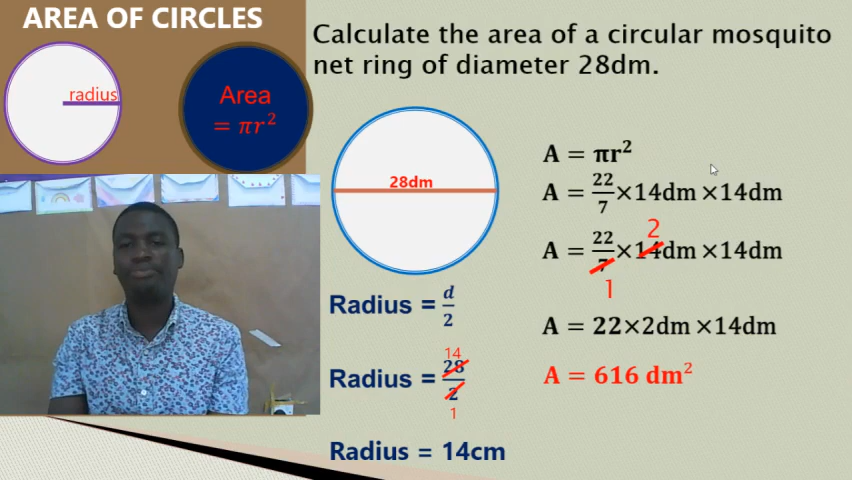 AREA OF CIRCLES
radius
Area
= πr²
Calculate the area of a circular mosquito
net ring of diameter 28dm.
28dm
Radius = d/2
14
Radius = 28/2
1
Radius = 14cm
A = πr²
A = 22/7 ×14dm ×14dm
2
A = 22/7 ×14dm ×14dm
1
A = 22×2dm ×14dm
A = 616 dm²